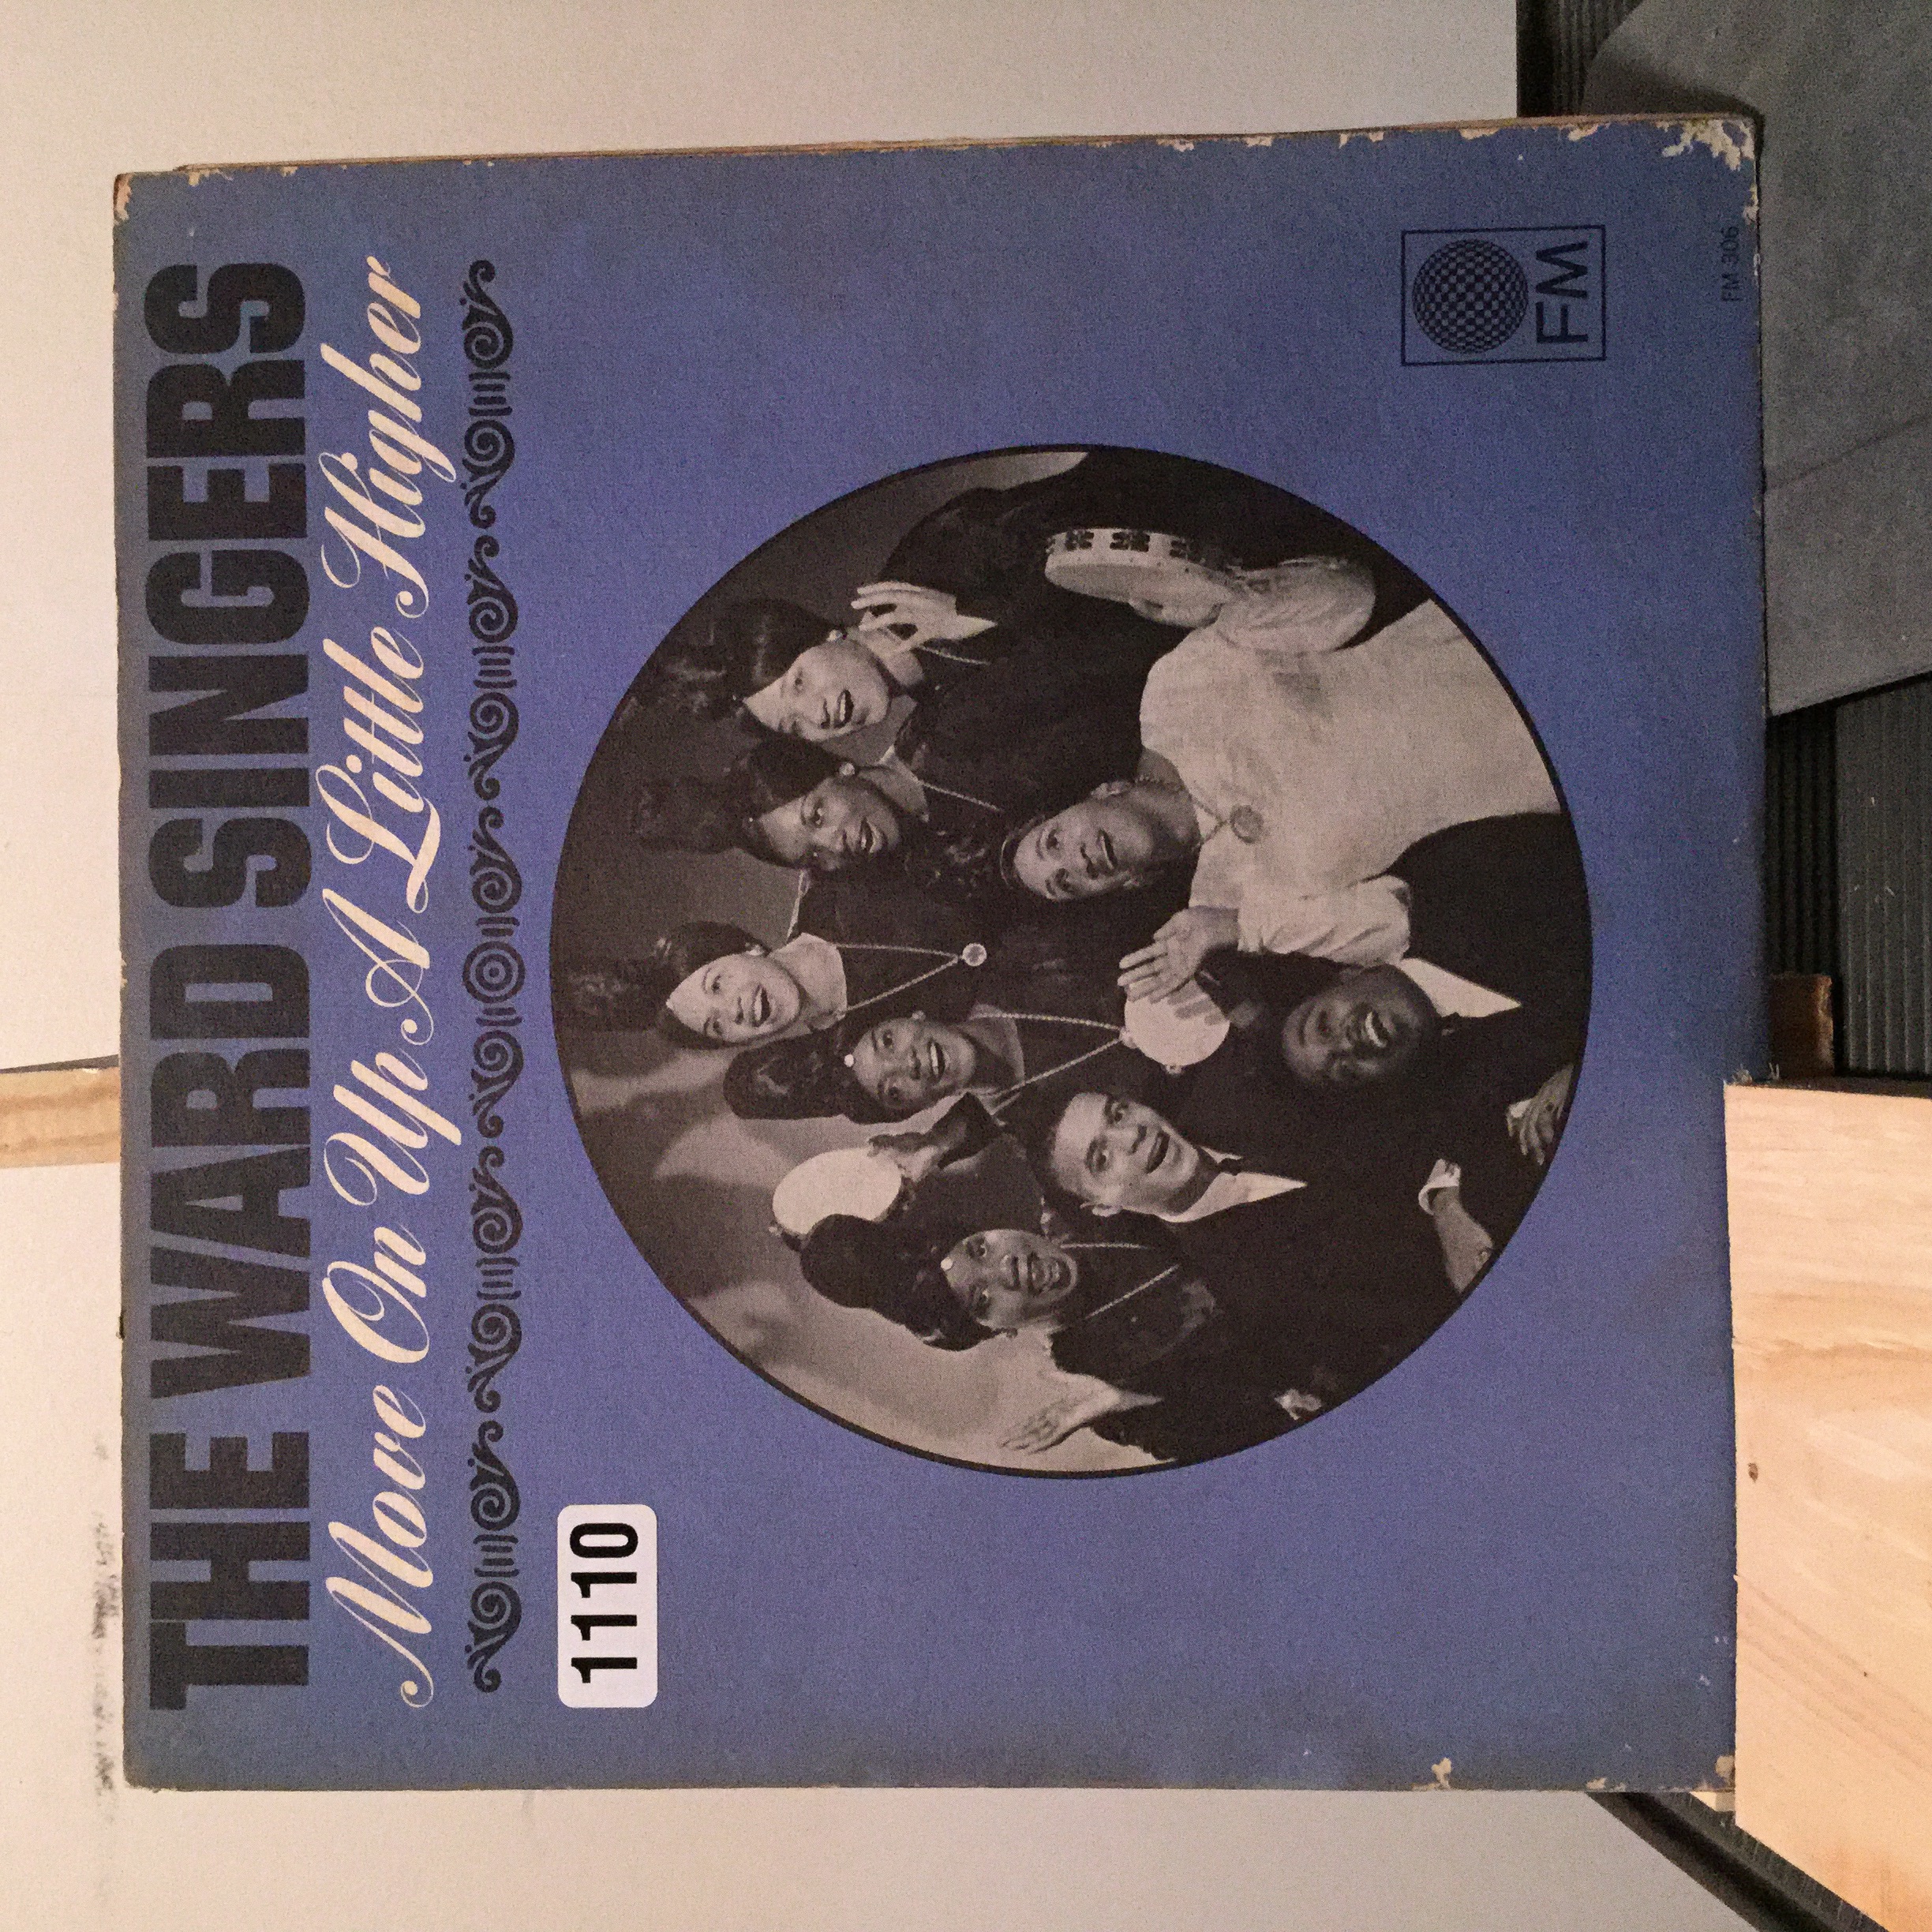 THE WARD SINGERS
Move On Up A Little Higher
1110
FM
FM 306